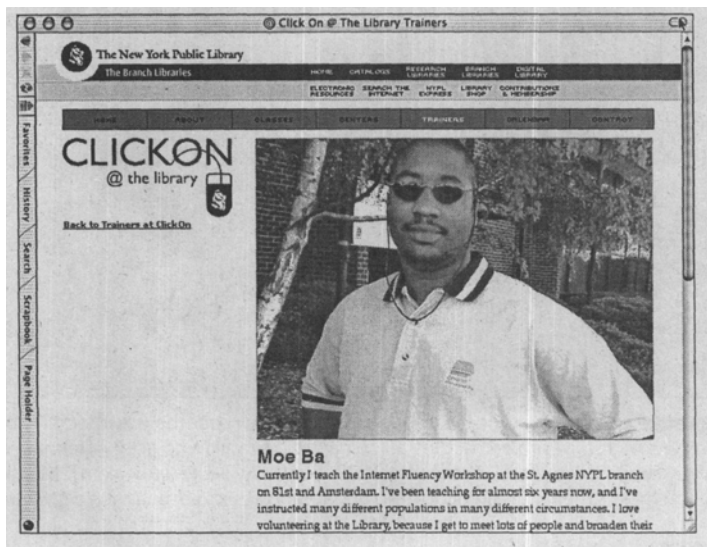 Click On @ The Library Trainers
The New York Public Library
The Branch Libraries
HOME CATALOGS RESEARCH LIBRARIES BRANCH LIBRARIES DIGITAL LIBRARY
ELECTRONIC RESOURCES SEARCH THE INTERNET NYPL EXPRESS LIBRARY SHOP CONTRIBUTIONS & MEMBERSHIP
HOME ABOUT CLASSES CENTERS TRAINERS CALENDAR CONTACT
CLICKON
@ the library
Back to Trainers at ClickOn
Favorites
History
Search
Scrapbook
Page Holder
Moe Ba
Currently I teach the Internet Fluency Workshop at the St. Agnes NYPL branch
on 81st and Amsterdam. I've been teaching for almost six years now, and I've
instructed many different populations in many different circumstances. I love
volunteering at the Library, because I get to meet lots of people and broaden their